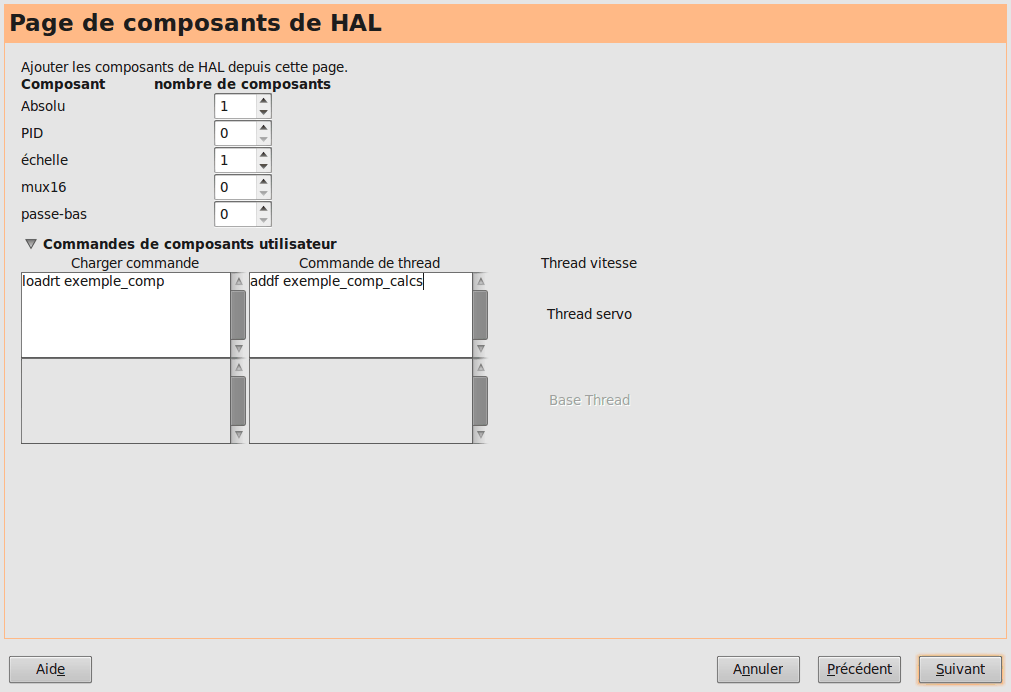 Page de composants de HAL
Ajouter les composants de HAL depuis cette page.
Composant nombre de composants
Absolu 1
PID 0
échelle 1
mux16 0
passe-bas 0
Commandes de composants utilisateur
Charger commande Commande de thread Thread vitesse
loadrt exemple_comp addf exemple_comp_calcs
Thread servo
Base Thread
Aide Annuler Précédent Suivant